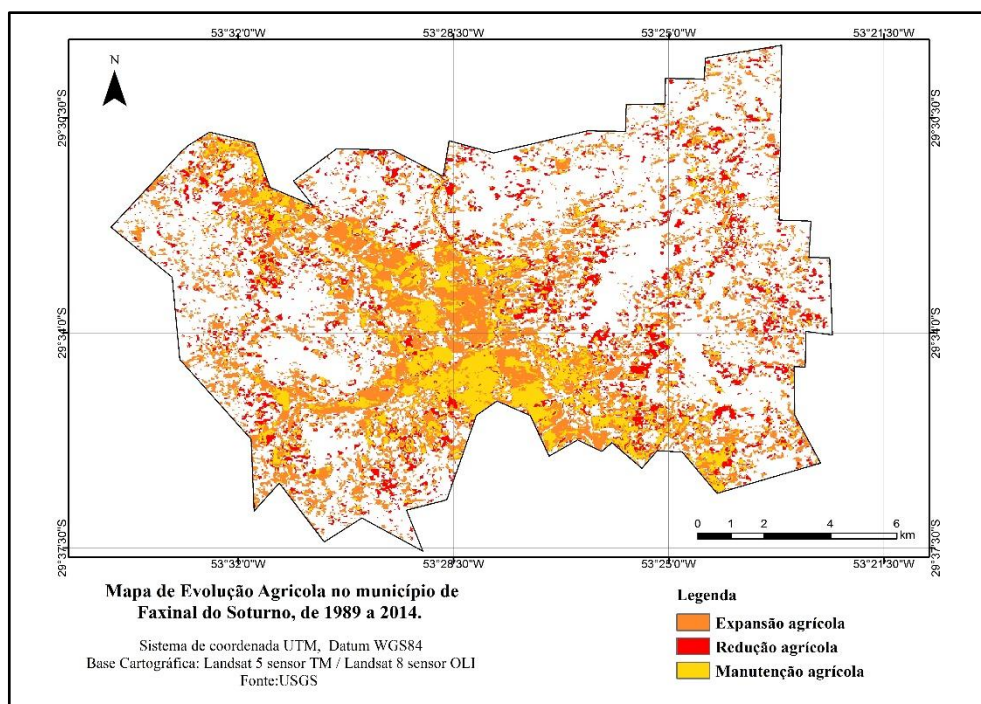 53°32'0"W 53°28'30"W 53°25'0"W 53°21'30"W
N
29°30'30"S 29°30'30"S
29°34'0"S 29°34'0"S
0 1 2 4 6
km
29°37'30"S 29°37'30"S
53°32'0"W 53°28'30"W 53°25'0"W 53°21'30"W
Mapa de Evolução Agricola no município de
Faxinal do Soturno, de 1989 a 2014.
Sistema de coordenada UTM, Datum WGS84
Base Cartográfica: Landsat 5 sensor TM / Landsat 8 sensor OLI
Fonte:USGS
Legenda
Expansão agrícola
Redução agrícola
Manutenção agrícola